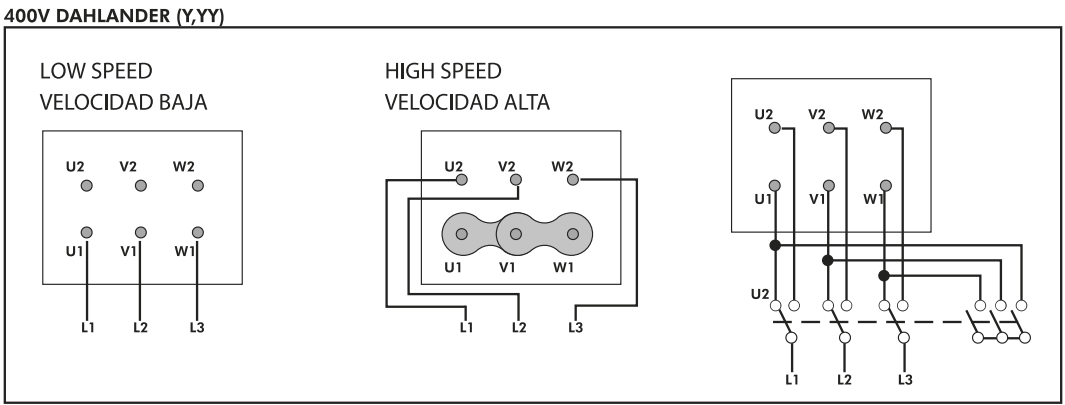 400V DAHLANDER (Y,YY)
LOW SPEED
VELOCIDAD BAJA
U2 V2 W2
U1 V1 W1
L1 L2 L3
HIGH SPEED
VELOCIDAD ALTA
U2 V2 W2
U1 V1 W1
L1 L2 L3
U2 V2 W2
U1 V1 W1
U2
L1 L2 L3